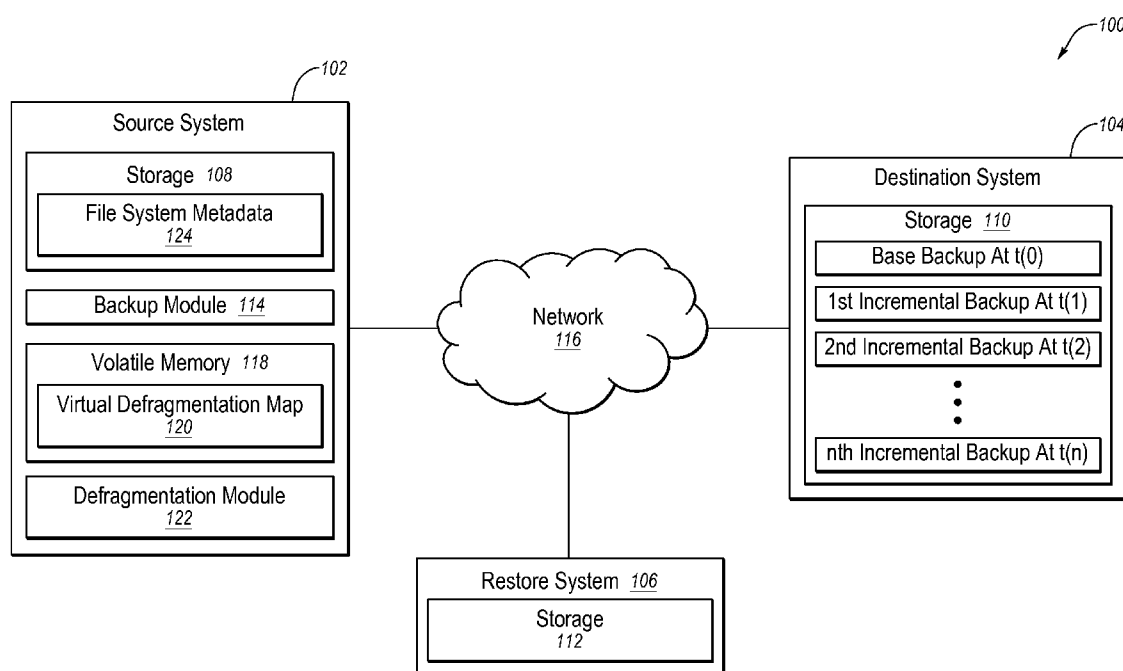 100
102
Source System
Storage 108
File System Metadata
124
Backup Module 114
Volatile Memory 118
Virtual Defragmentation Map
120
Defragmentation Module
122
Network
116
104
Destination System
Storage 110
Base Backup At t(0)
1st Incremental Backup At t(1)
2nd Incremental Backup At t(2)
nth Incremental Backup At t(n)
Restore System 106
Storage
112